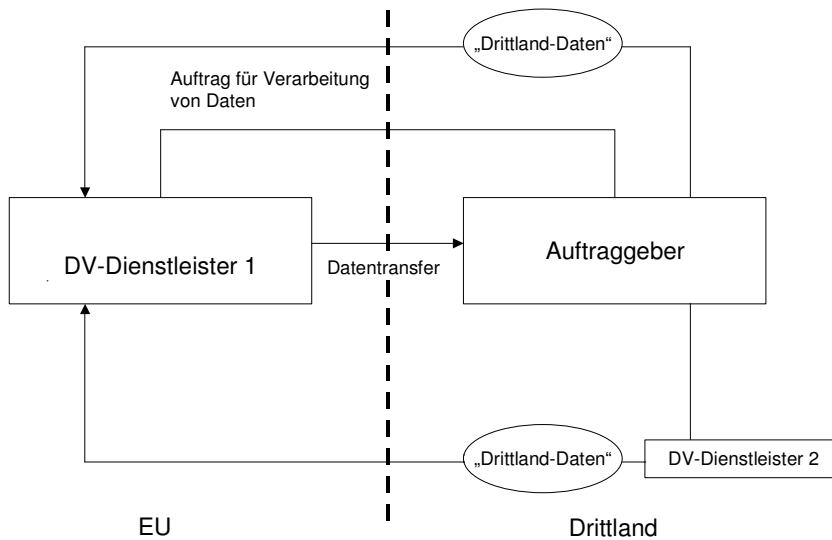 „Drittland-Daten“
Auftrag für Verarbeitung
von Daten
DV-Dienstleister 1
Datentransfer
Auftraggeber
„Drittland-Daten“
DV-Dienstleister 2
EU
Drittland